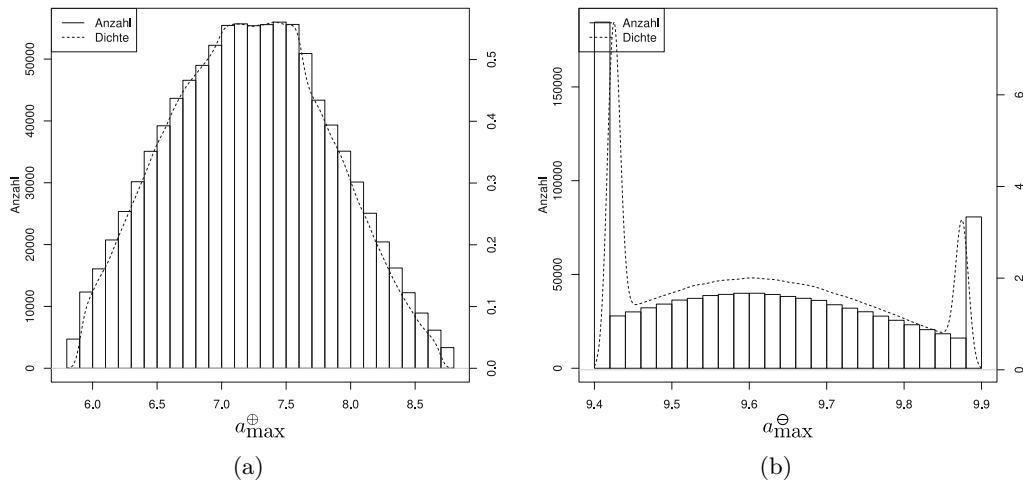 Anzahl
Dichte
Anzahl
0 10000 20000 30000 40000 50000
0.0 0.1 0.2 0.3 0.4 0.5
6.0 6.5 7.0 7.5 8.0 8.5
a⊕max
(a)
Anzahl
Dichte
Anzahl
0 50000 100000 150000
0 2 4 6
9.4 9.5 9.6 9.7 9.8 9.9
a⊖max
(b)